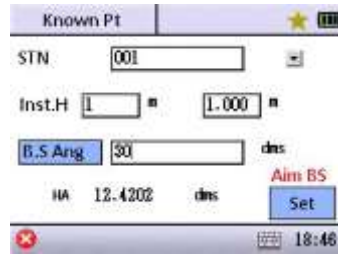 Known Pt
STN 001
Inst.H 1 m 1.000 m
B.S Ang 30 dms
Aim BS
HA 12.4202 dms Set
18:46